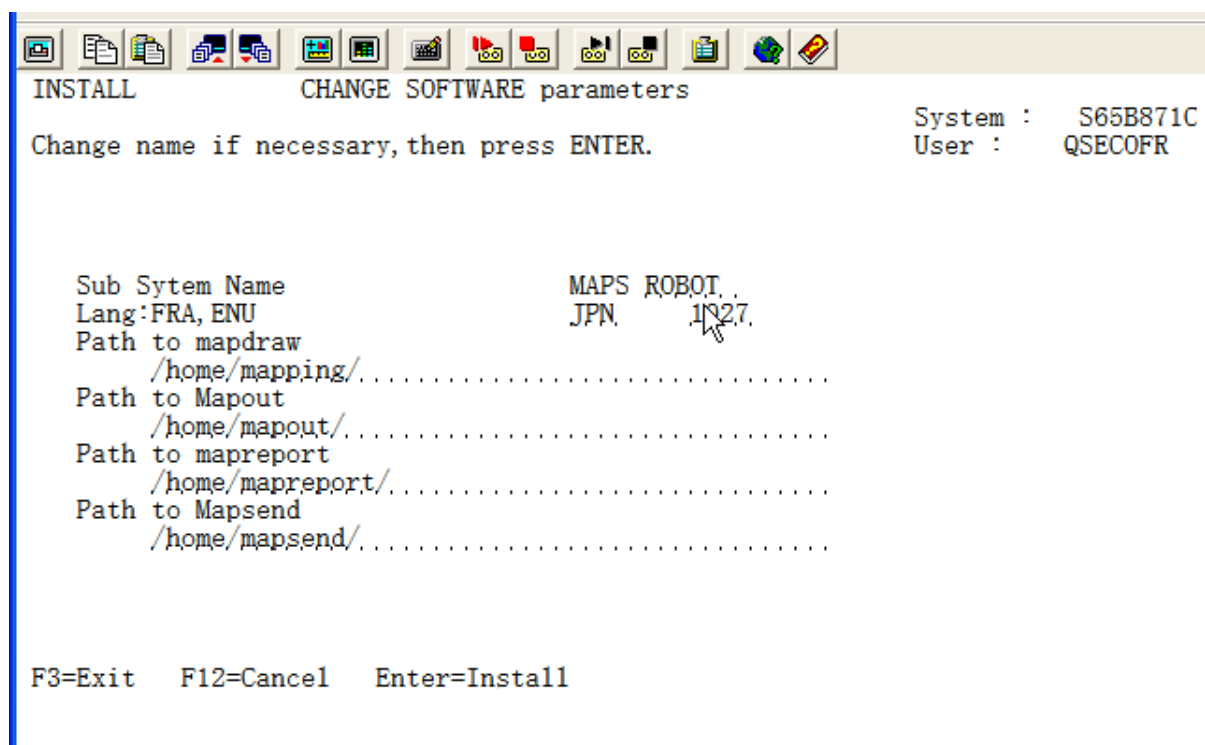 INSTALL CHANGE SOFTWARE parameters
System : S65B871C
Change name if necessary, then press ENTER. User : QSECOFR
Sub Sytem Name MAPS ROBOT
Lang:FRA, ENU JPN 1027
Path to mapdraw
/home/mapping/
Path to Mapout
/home/mapout/
Path to mapreport
/home/mapreport/
Path to Mapsend
/home/mapsend/
F3=Exit F12=Cancel Enter=Install